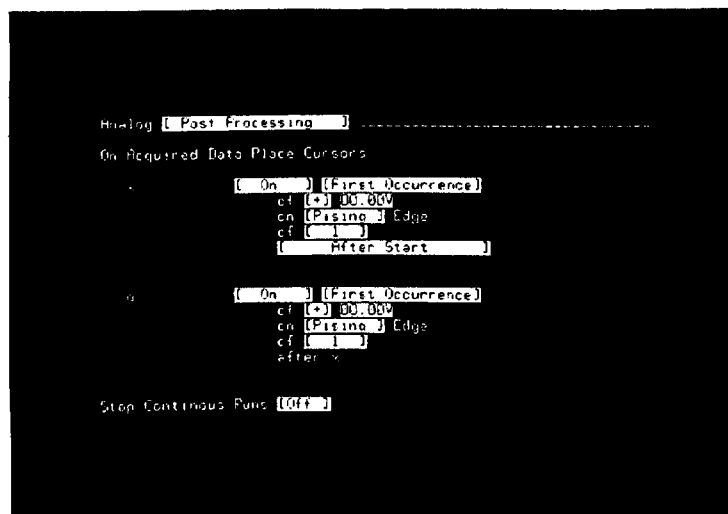 Analog [ Post Processing ]
On Acquired Data Place Cursors
[ On ] [First Occurrence]
of [+] 00.00V
on [Rising ] Edge
of [ 1 ]
[ After Start ]
o [ On ] [First Occurrence]
of [+] 00.00V
on [Rising ] Edge
of [ 1 ]
after x
Stop Continous Runs [Off ]